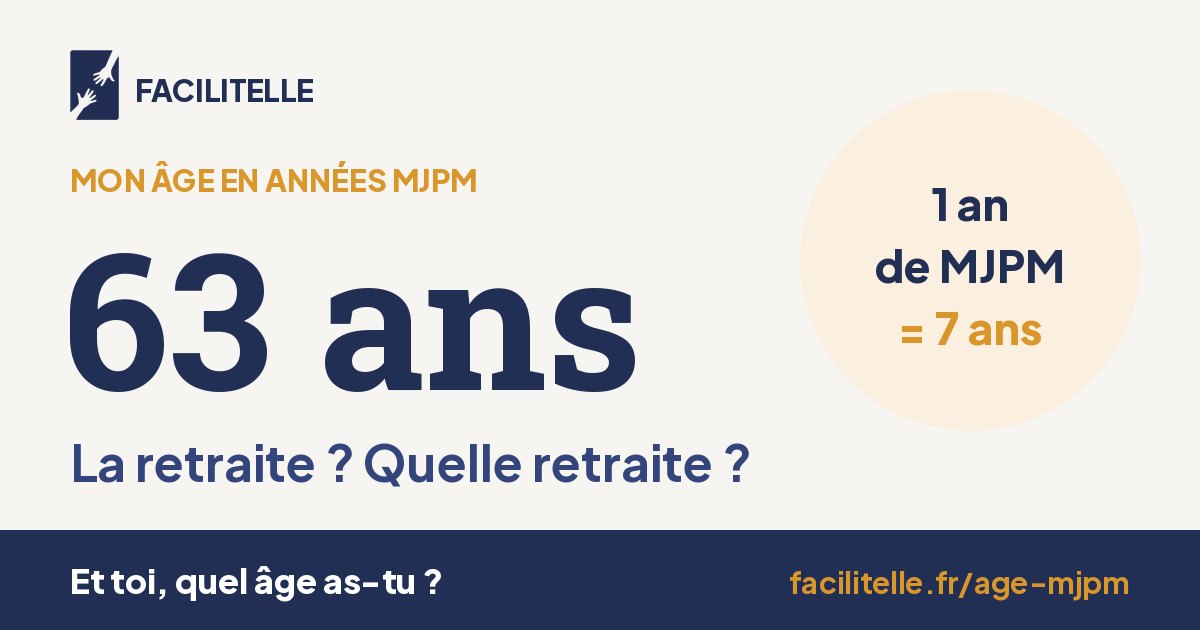 FACILITELLE
MON ÂGE EN ANNÉES MJPM
63 ans
La retraite ? Quelle retraite ?
1 an
de MJPM
= 7 ans
Et toi, quel âge as-tu ?
facilitelle.fr/age-mjpm